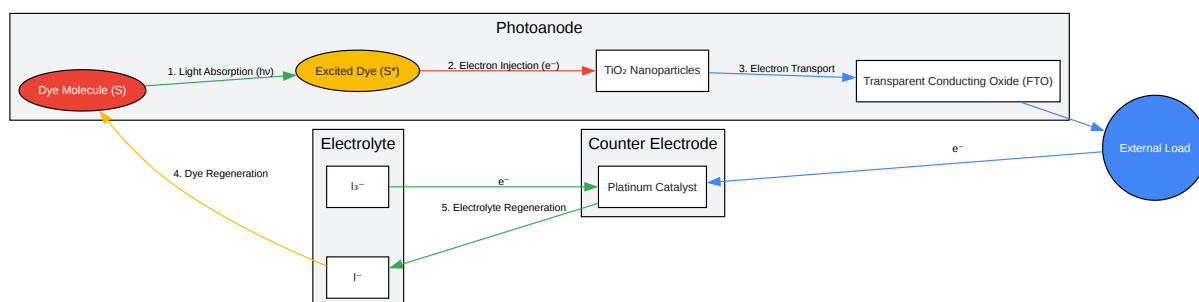 Photoanode
Dye Molecule (S)
1. Light Absorption (hν)
Excited Dye (S*)
2. Electron Injection (e⁻)
TiO₂ Nanoparticles
3. Electron Transport
Transparent Conducting Oxide (FTO)
External Load
e⁻
Electrolyte
Counter Electrode
4. Dye Regeneration
I₃⁻
e⁻
Platinum Catalyst
5. Electrolyte Regeneration
I⁻